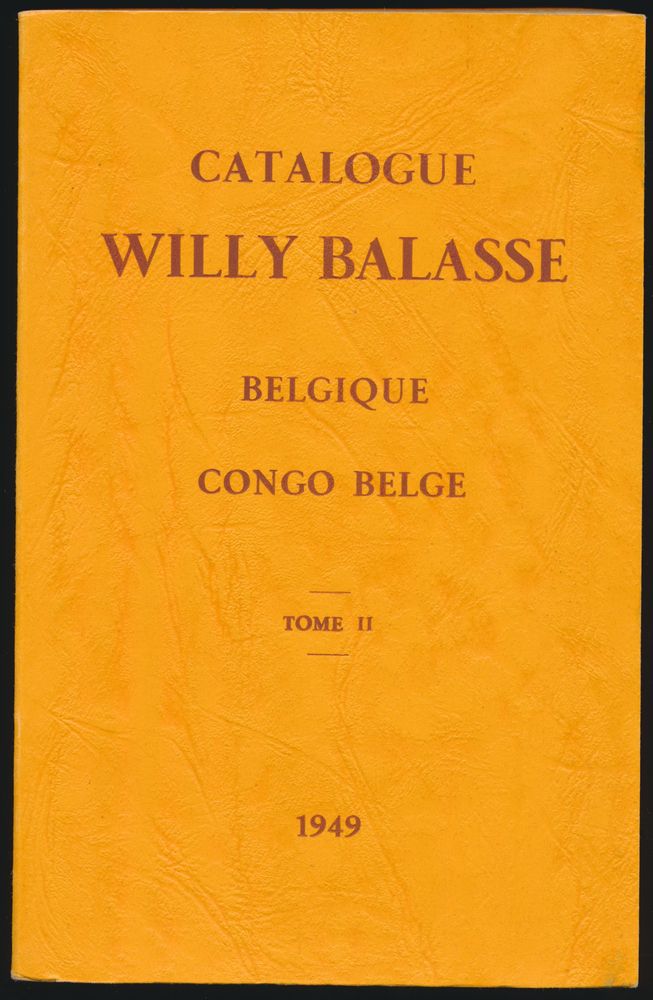 CATALOGUE
WILLY BALASSE
BELGIQUE
CONGO BELGE
TOME II
1949